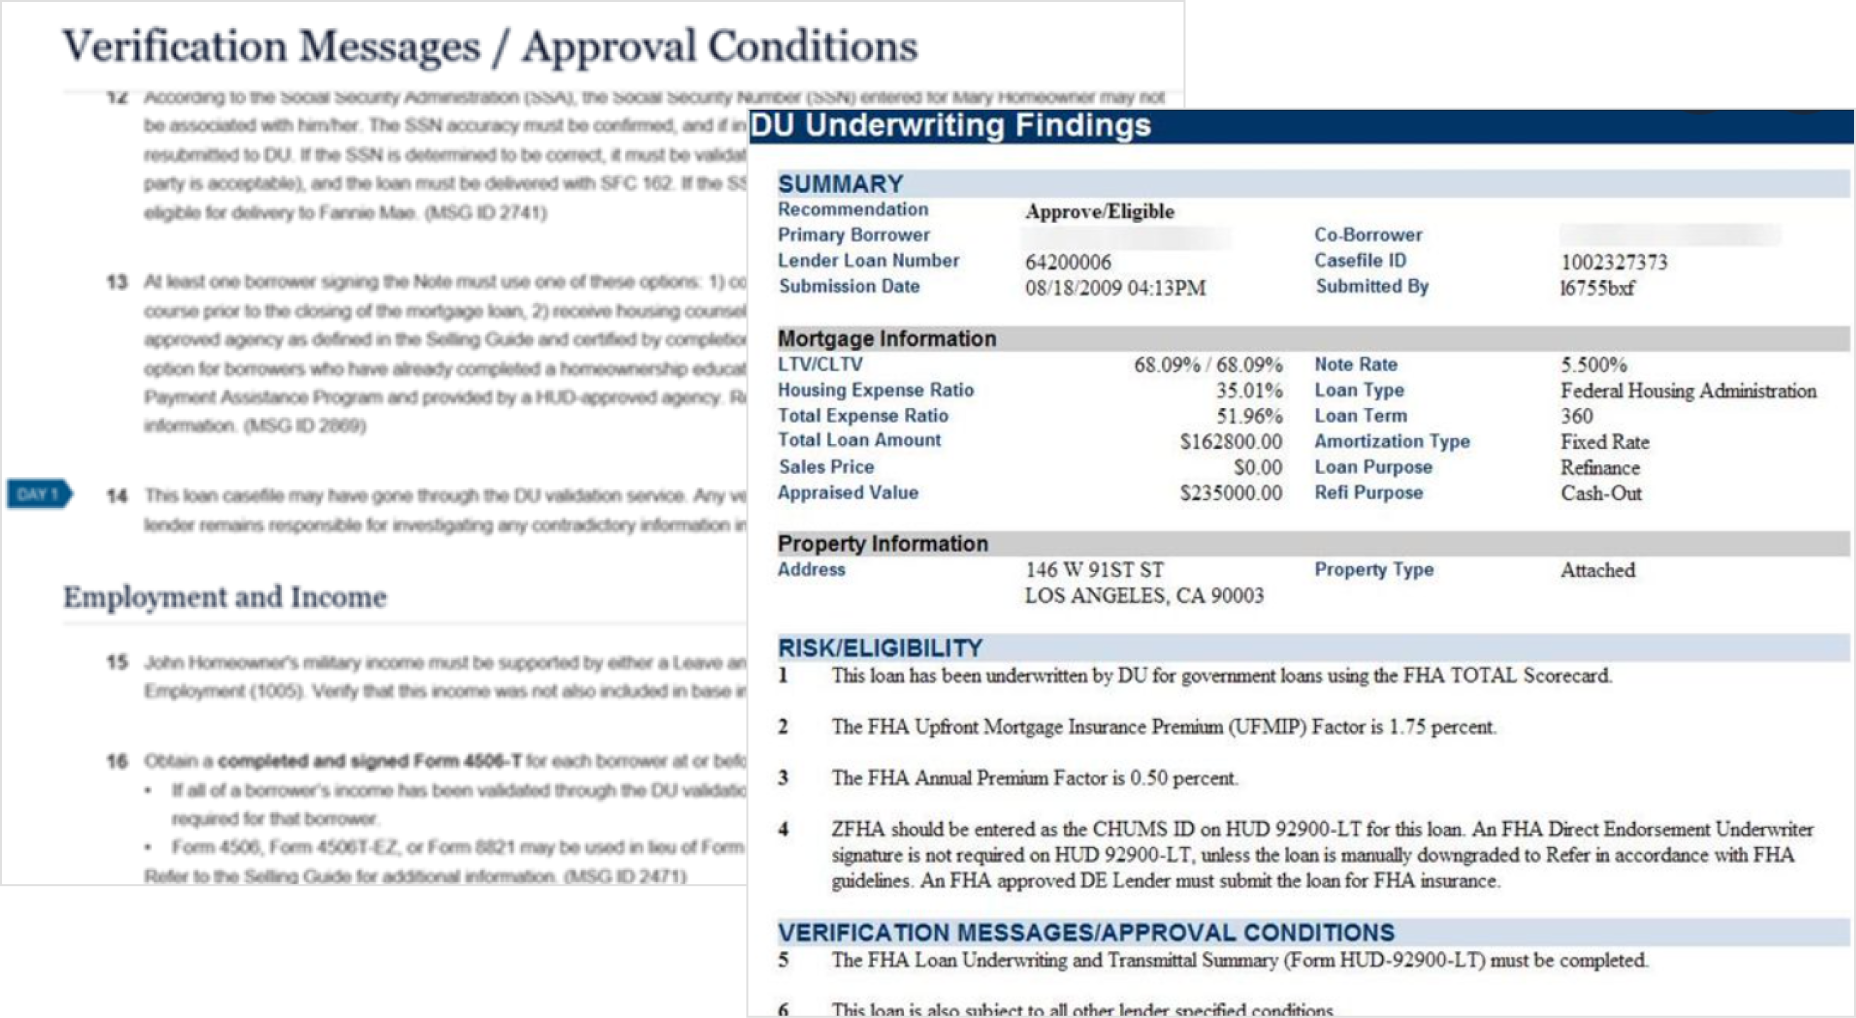 Verification Messages / Approval Conditions
12 According to the Social Security Administration (SSA), the Social Security Number (SSN) entered for Mary Homeowner may not
be associated with him/her. The SSN accuracy must be confirmed, and if in
resubmitted to DU. If the SSN is determined to be correct, it must be validat
party is acceptable), and the loan must be delivered with SFC 162. If the SS
eligible for delivery to Fannie Mae. (MSG ID 2741)
13 At least one borrower signing the Note must use one of these options: 1) co
course prior to the closing of the mortgage loan, 2) receive housing counsel
approved agency as defined in the Selling Guide and certified by completion
option for borrowers who have already completed a homeownership educat
Payment Assistance Program and provided by a HUD-approved agency. R
information. (MSG ID 2869)
DAY 1
14 This loan casefile may have gone through the DU validation service. Any ve
lender remains responsible for investigating any contradictory information in
Employment and Income
15 John Homeowner's military income must be supported by either a Leave an
Employment (1005). Verify that this income was not also included in base in
16 Obtain a completed and signed Form 4506-T for each borrower at or befo
• If all of a borrower's income has been validated through the DU validatio
required for that borrower.
• Form 4506, Form 4506T-EZ, or Form 8821 may be used in lieu of Form
Refer to the Selling Guide for additional information. (MSG ID 2471)
DU Underwriting Findings
SUMMARY
Recommendation Approve/Eligible
Primary Borrower Co-Borrower
Lender Loan Number 64200006 Casefile ID 1002327373
Submission Date 08/18/2009 04:13PM Submitted By l6755bxf
Mortgage Information
LTV/CLTV 68.09% / 68.09% Note Rate 5.500%
Housing Expense Ratio 35.01% Loan Type Federal Housing Administration
Total Expense Ratio 51.96% Loan Term 360
Total Loan Amount $162800.00 Amortization Type Fixed Rate
Sales Price $0.00 Loan Purpose Refinance
Appraised Value $235000.00 Refi Purpose Cash-Out
Property Information
Address 146 W 91ST ST Property Type Attached
LOS ANGELES, CA 90003
RISK/ELIGIBILITY
1 This loan has been underwritten by DU for government loans using the FHA TOTAL Scorecard.
2 The FHA Upfront Mortgage Insurance Premium (UFMIP) Factor is 1.75 percent.
3 The FHA Annual Premium Factor is 0.50 percent.
4 ZFHA should be entered as the CHUMS ID on HUD 92900-LT for this loan. An FHA Direct Endorsement Underwriter
signature is not required on HUD 92900-LT, unless the loan is manually downgraded to Refer in accordance with FHA
guidelines. An FHA approved DE Lender must submit the loan for FHA insurance.
VERIFICATION MESSAGES/APPROVAL CONDITIONS
5 The FHA Loan Underwriting and Transmittal Summary (Form HUD-92900-LT) must be completed.
6 This loan is also subject to all other lender specified conditions.